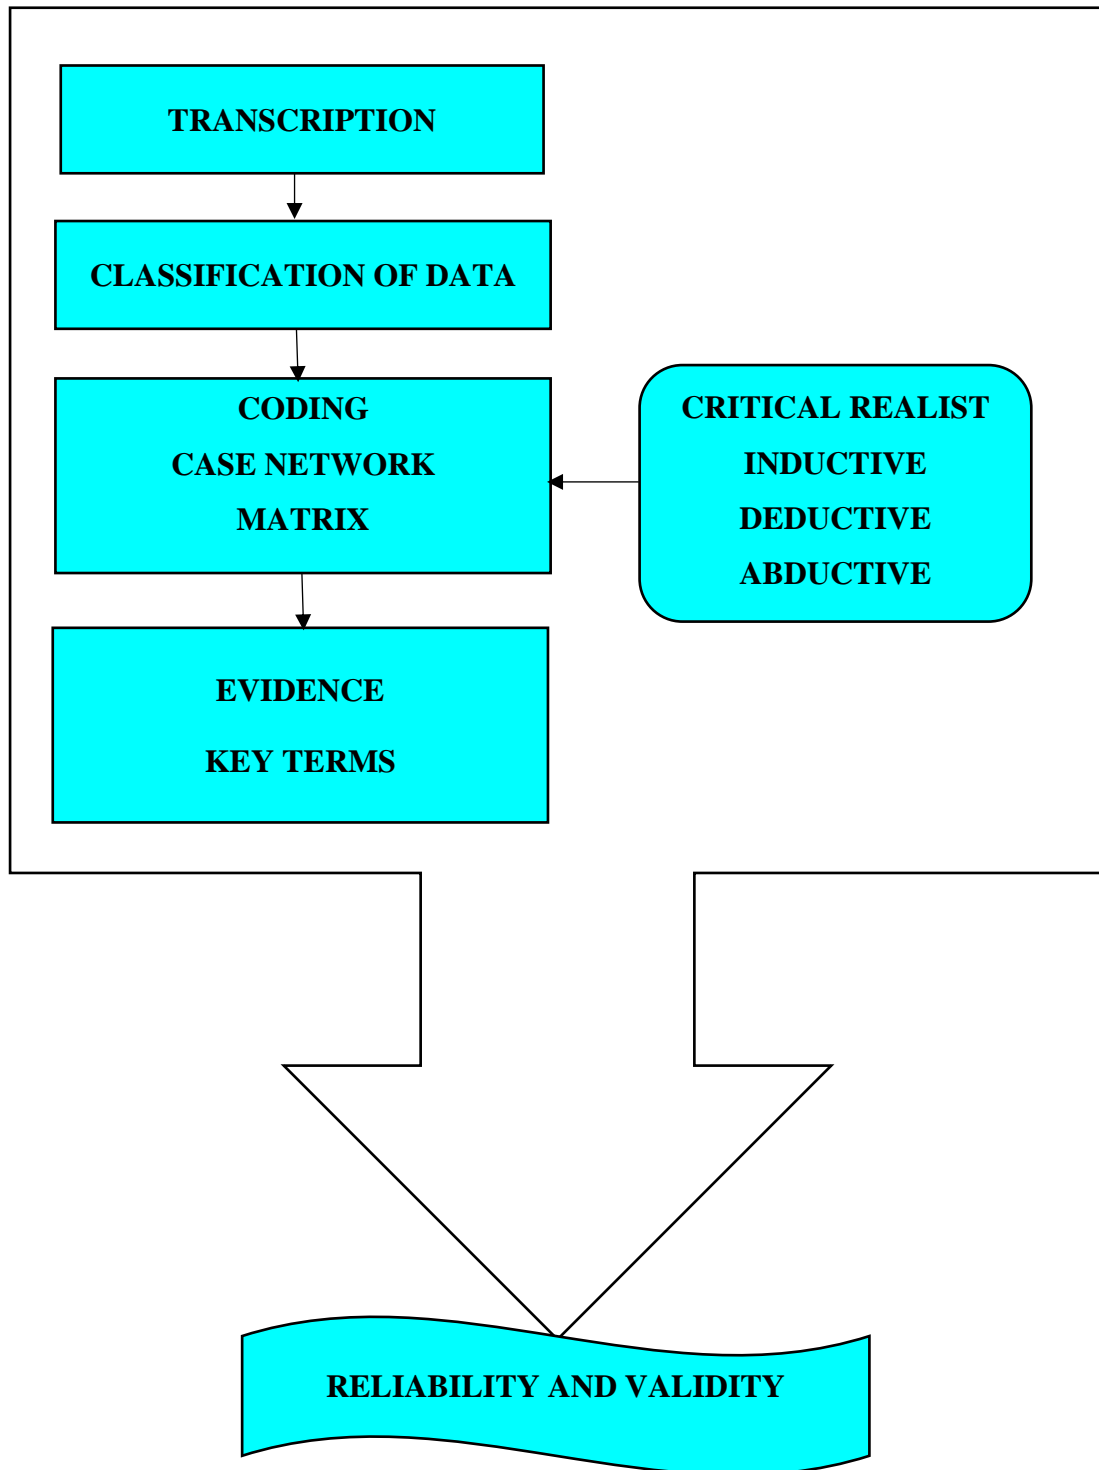 TRANSCRIPTION
CLASSIFICATION OF DATA
CODING
CASE NETWORK
MATRIX
CRITICAL REALIST
INDUCTIVE
DEDUCTIVE
ABDUCTIVE
EVIDENCE
KEY TERMS
RELIABILITY AND VALIDITY